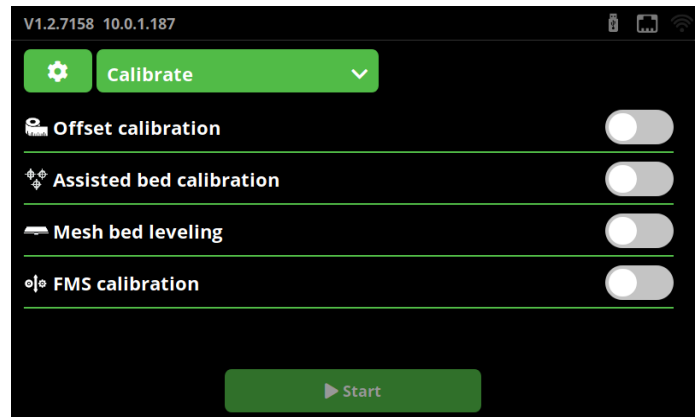 V1.2.7158 10.0.1.187
Calibrate
Offset calibration
Assisted bed calibration
Mesh bed leveling
FMS calibration
Start